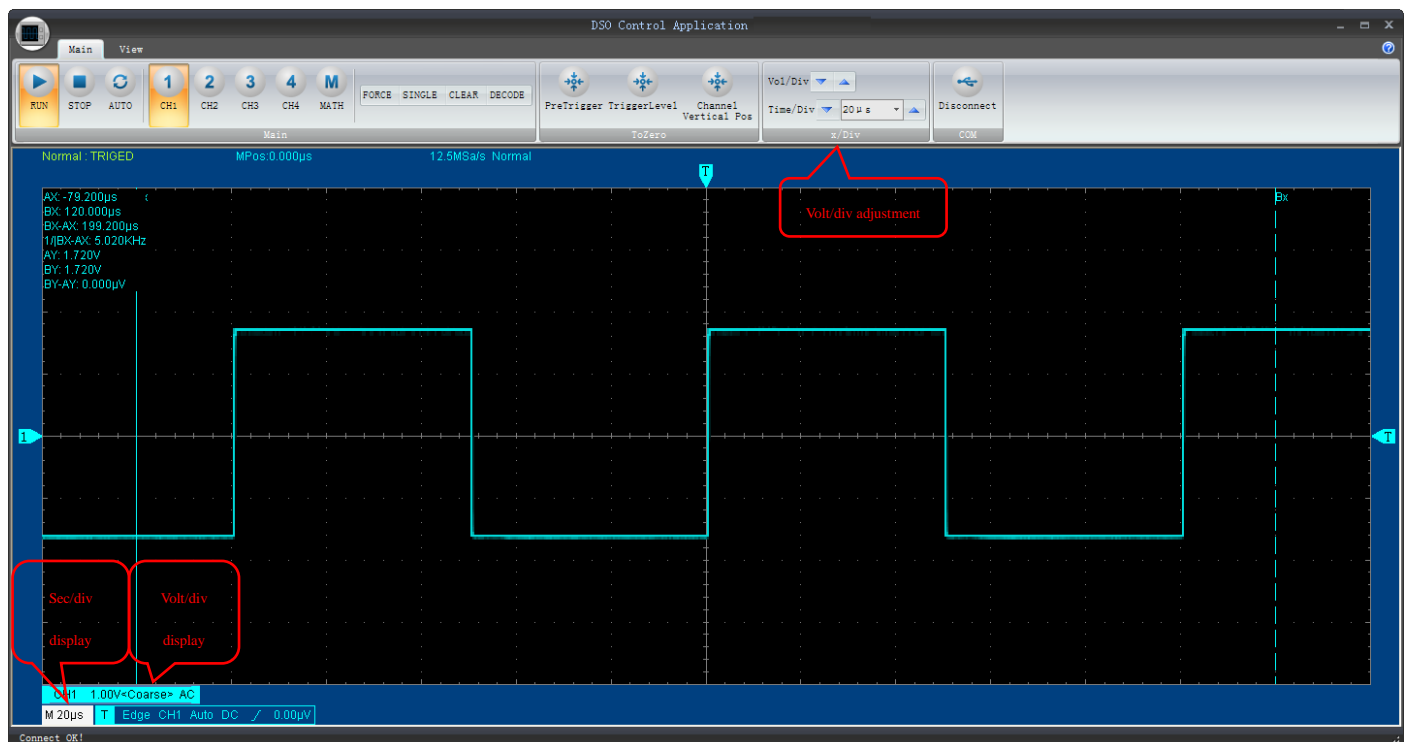 DSO Control Application
Main View
1 2 3 4 M
RUN STOP AUTO CH1 CH2 CH3 CH4 MATH
FORCE SINGLE CLEAR DECODE
PreTrigger TriggerLevel Channel
Vertical Pos
Vol/Div
Time/Div 20μs
Disconnect
Main ToZero x/Div COM
Normal : TRIGED MPos:0.000μs 12.5MSa/s Normal
T
AX: -79.200μs
BX: 120.000μs
BX-AX: 199.200μs
1/|BX-AX: 5.020KHz
AY: 1.720V
BY: 1.720V
BY-AY: 0.000μV
Bx
Volt/div adjustment
1
T
Sec/div
display
Volt/div
display
CH1 1.00V<Coarse> AC
M 20μs T Edge CH1 Auto DC 0.00μV
Connect OK!